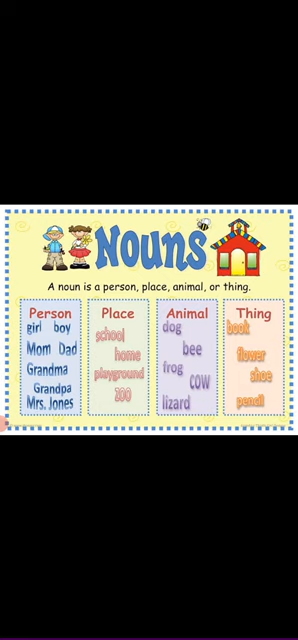 Nouns
A noun is a person, place, animal, or thing.
Person
girl boy
Mom Dad
Grandma
Grandpa
Mrs. Jones
Place
school
home
playground
zoo
Animal
dog
bee
frog
cow
lizard
Thing
book
flower
shoe
pencil